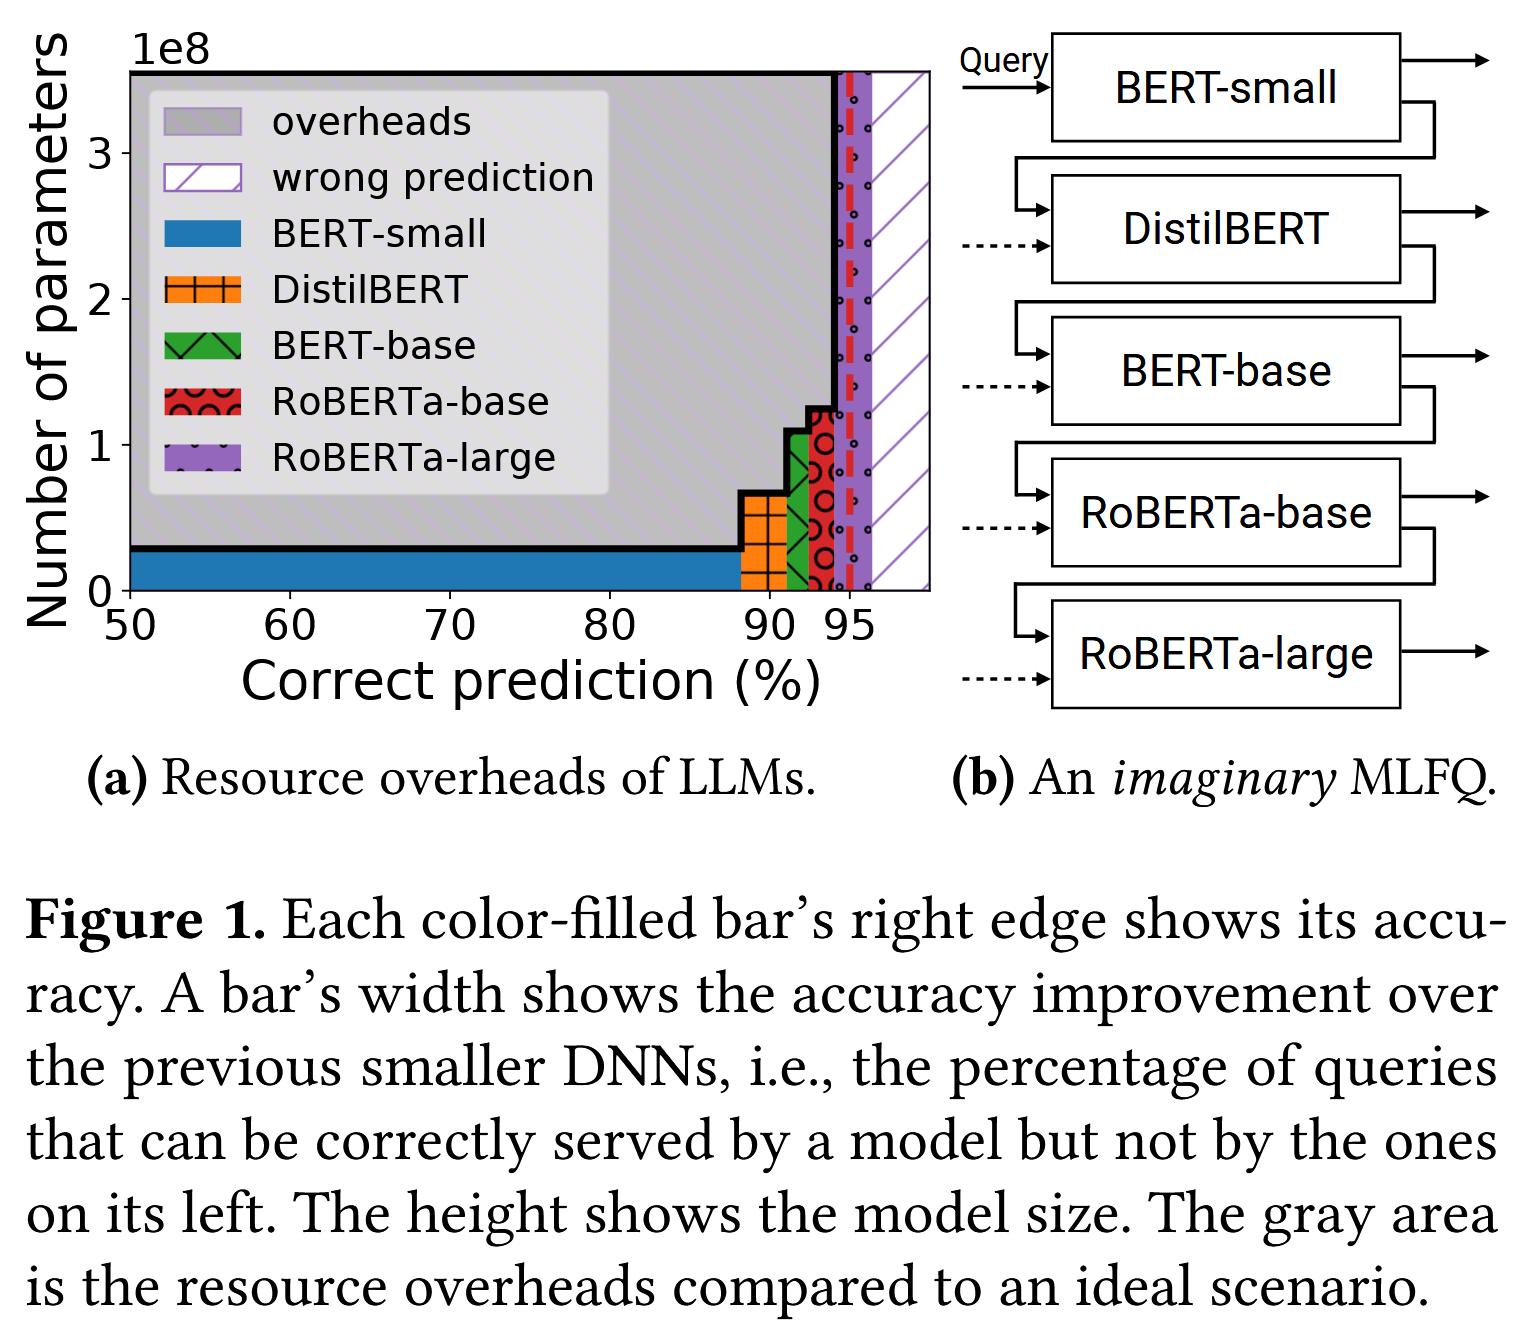 1e8
Number of parameters
3
2
1
0
overheads
wrong prediction
BERT-small
DistilBERT
BERT-base
RoBERTa-base
RoBERTa-large
50 60 70 80 90 95
Correct prediction (%)
(a) Resource overheads of LLMs.
Query
BERT-small
DistilBERT
BERT-base
RoBERTa-base
RoBERTa-large
(b) An imaginary MLFQ.
Figure 1. Each color-filled bar’s right edge shows its accu-
racy. A bar’s width shows the accuracy improvement over
the previous smaller DNNs, i.e., the percentage of queries
that can be correctly served by a model but not by the ones
on its left. The height shows the model size. The gray area
is the resource overheads compared to an ideal scenario.